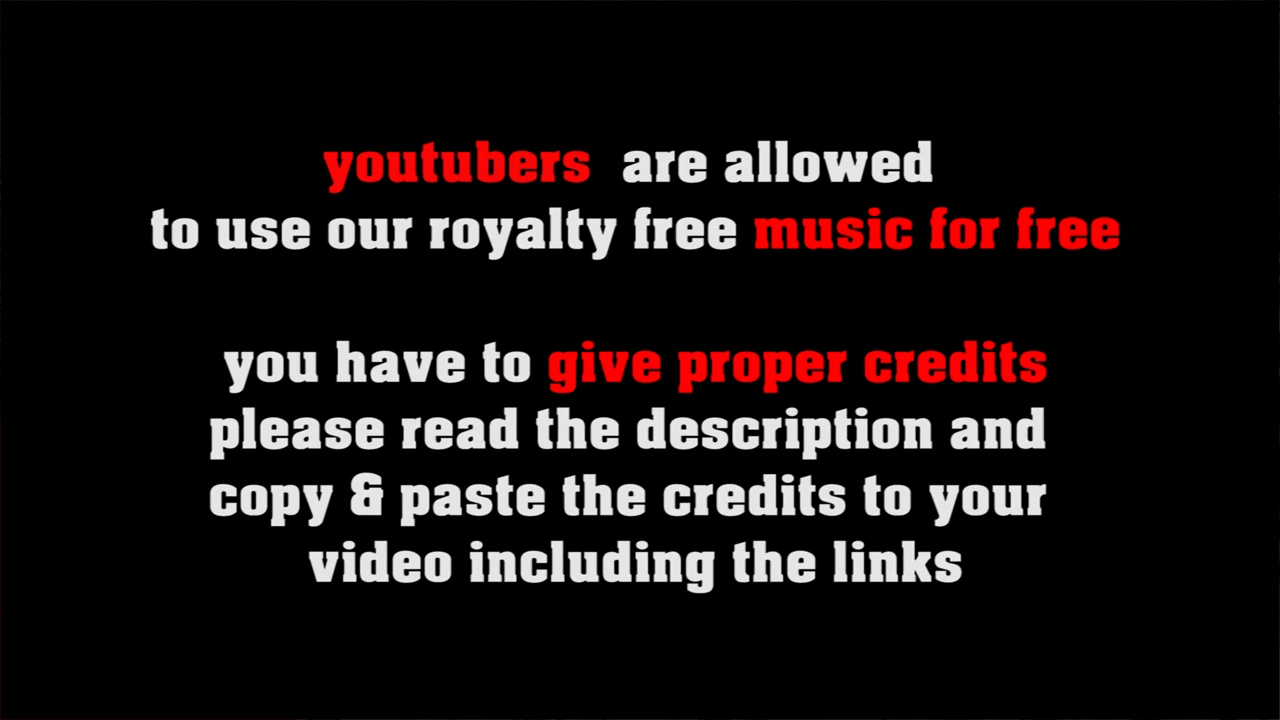 youtubers are allowed
to use our royalty free music for free
you have to give proper credits
please read the description and
copy & paste the credits to your
video including the links